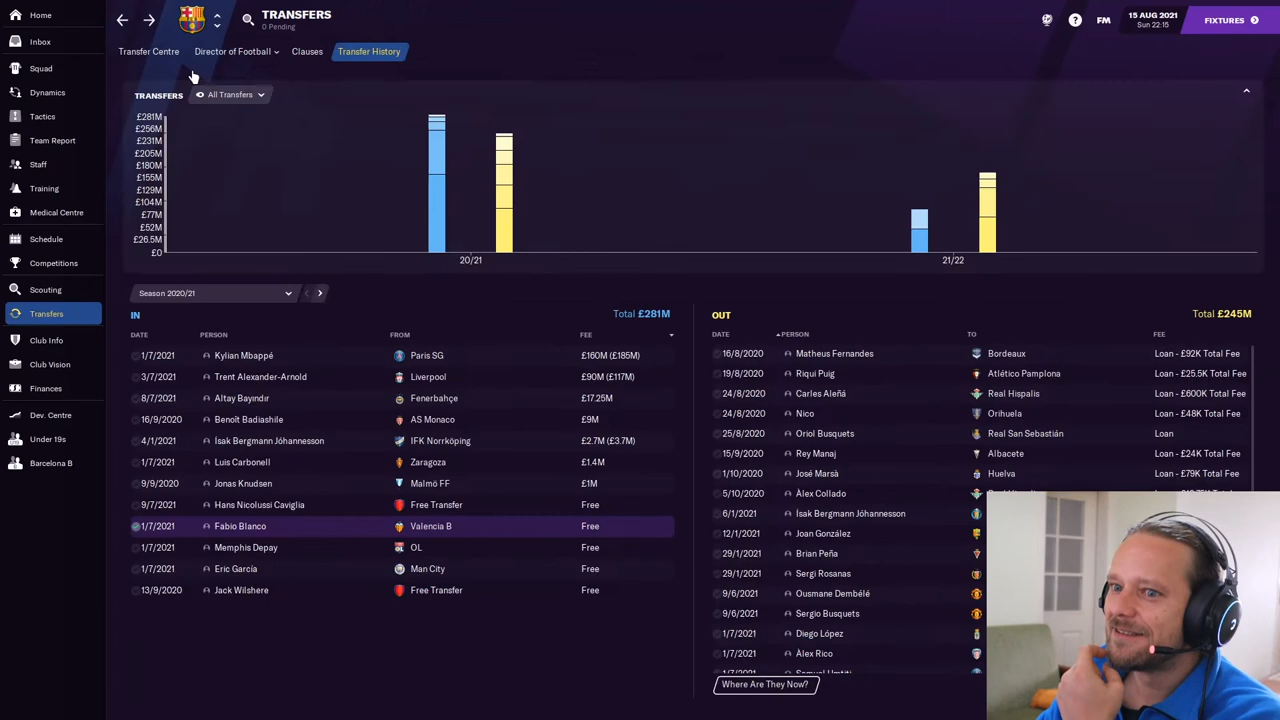 Home
TRANSFERS
0 Pending
FM
15 AUG 2021
Sun 22:15
FIXTURES
Inbox
Transfer Centre Director of Football Clauses Transfer History
Squad
Dynamics
Tactics
Team Report
Staff
Training
Medical Centre
Schedule
Competitions
Scouting
Transfers
Club Info
Club Vision
Finances
Dev. Centre
Under 19s
Barcelona B
TRANSFERS All Transfers
£281M
£256M
£231M
£205M
£180M
£155M
£129M
£104M
£77M
£52M
£26.5M
£0
20/21 21/22
Season 2020/21
IN Total £281M
DATE PERSON FROM FEE
1/7/2021 Kylian Mbappé Paris SG £160M (£185M)
3/7/2021 Trent Alexander-Arnold Liverpool £90M (£117M)
8/7/2021 Altay Bayındır Fenerbahçe £17.25M
16/9/2020 Benoît Badiashile AS Monaco £9M
4/1/2021 Ísak Bergmann Jóhannesson IFK Norrköping £2.7M (£3.7M)
1/7/2021 Luis Carbonell Zaragoza £1.4M
9/9/2020 Jonas Knudsen Malmö FF £1M
9/7/2021 Hans Nicolussi Caviglia Free Transfer Free
1/7/2021 Fabio Blanco Valencia B Free
1/7/2021 Memphis Depay OL Free
1/7/2021 Eric García Man City Free
13/9/2020 Jack Wilshere Free Transfer Free
OUT Total £245M
DATE PERSON TO FEE
16/8/2020 Matheus Fernandes Bordeaux Loan - £92K Total Fee
19/8/2020 Riqui Puig Atlético Pamplona Loan - £25.5K Total Fee
24/8/2020 Carles Aleñá Real Hispalis Loan - £600K Total Fee
24/8/2020 Nico Orihuela Loan - £48K Total Fee
25/8/2020 Oriol Busquets Real San Sebastián Loan
15/9/2020 Rey Manaj Albacete Loan - £24K Total Fee
1/10/2020 José Marsà Huelva Loan - £79K Total Fee
5/10/2020 Àlex Collado
6/1/2021 Ísak Bergmann Jóhannesson
12/1/2021 Joan González
29/1/2021 Brian Peña
29/1/2021 Sergi Rosanas
9/6/2021 Ousmane Dembélé
9/6/2021 Sergio Busquets
1/7/2021 Diego López
1/7/2021 Àlex Rico
Where Are They Now?